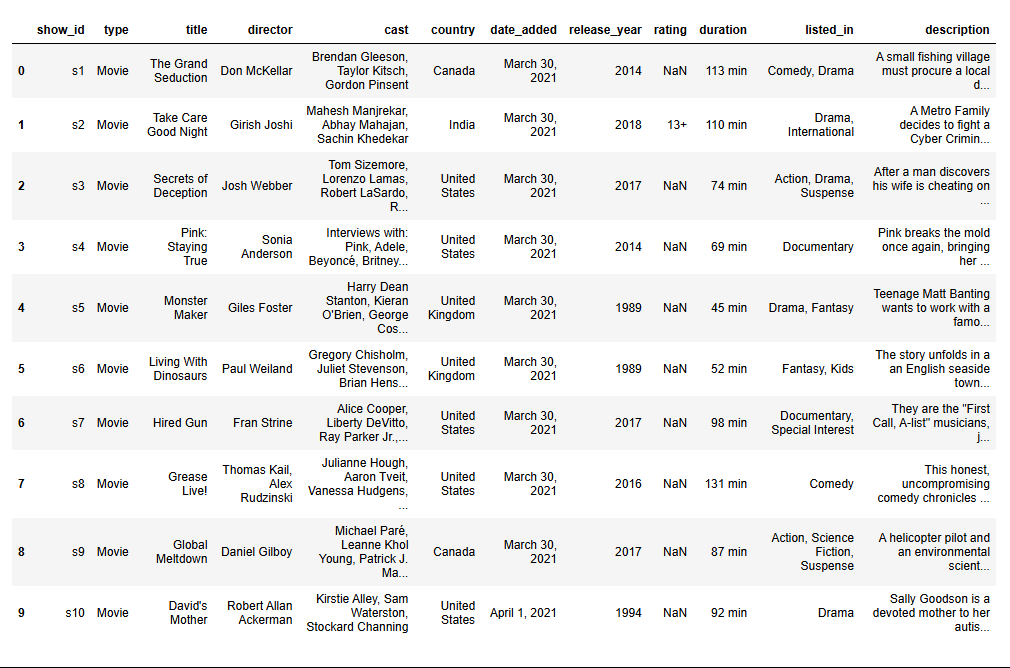 show_id type title director cast country date_added release_year rating duration listed_in description
0 s1 Movie The Grand Seduction Don McKellar Brendan Gleeson, Taylor Kitsch, Gordon Pinsent Canada March 30, 2021 2014 NaN 113 min Comedy, Drama A small fishing village must procure a local d...
1 s2 Movie Take Care Good Night Girish Joshi Mahesh Manjrekar, Abhay Mahajan, Sachin Khedekar India March 30, 2021 2018 13+ 110 min Drama, International A Metro Family decides to fight a Cyber Crimin...
2 s3 Movie Secrets of Deception Josh Webber Tom Sizemore, Lorenzo Lamas, Robert LaSardo, R... United States March 30, 2021 2017 NaN 74 min Action, Drama, Suspense After a man discovers his wife is cheating on ...
3 s4 Movie Pink: Staying True Sonia Anderson Interviews with: Pink, Adele, Beyoncé, Britney... United States March 30, 2021 2014 NaN 69 min Documentary Pink breaks the mold once again, bringing her ...
4 s5 Movie Monster Maker Giles Foster Harry Dean Stanton, Kieran O'Brien, George Cos... United Kingdom March 30, 2021 1989 NaN 45 min Drama, Fantasy Teenage Matt Banting wants to work with a famo...
5 s6 Movie Living With Dinosaurs Paul Weiland Gregory Chisholm, Juliet Stevenson, Brian Hens... United Kingdom March 30, 2021 1989 NaN 52 min Fantasy, Kids The story unfolds in a an English seaside town...
6 s7 Movie Hired Gun Fran Strine Alice Cooper, Liberty DeVitto, Ray Parker Jr.,... United States March 30, 2021 2017 NaN 98 min Documentary, Special Interest They are the "First Call, A-list" musicians, j...
7 s8 Movie Grease Live! Thomas Kail, Alex Rudzinski Julianne Hough, Aaron Tveit, Vanessa Hudgens, ... United States March 30, 2021 2016 NaN 131 min Comedy This honest, uncompromising comedy chronicles ...
8 s9 Movie Global Meltdown Daniel Gilboy Michael Paré, Leanne Khol Young, Patrick J. Ma... Canada March 30, 2021 2017 NaN 87 min Action, Science Fiction, Suspense A helicopter pilot and an environmental scient...
9 s10 Movie David's Mother Robert Allan Ackerman Kirstie Alley, Sam Waterston, Stockard Channing United States April 1, 2021 1994 NaN 92 min Drama Sally Goodson is a devoted mother to her autis...